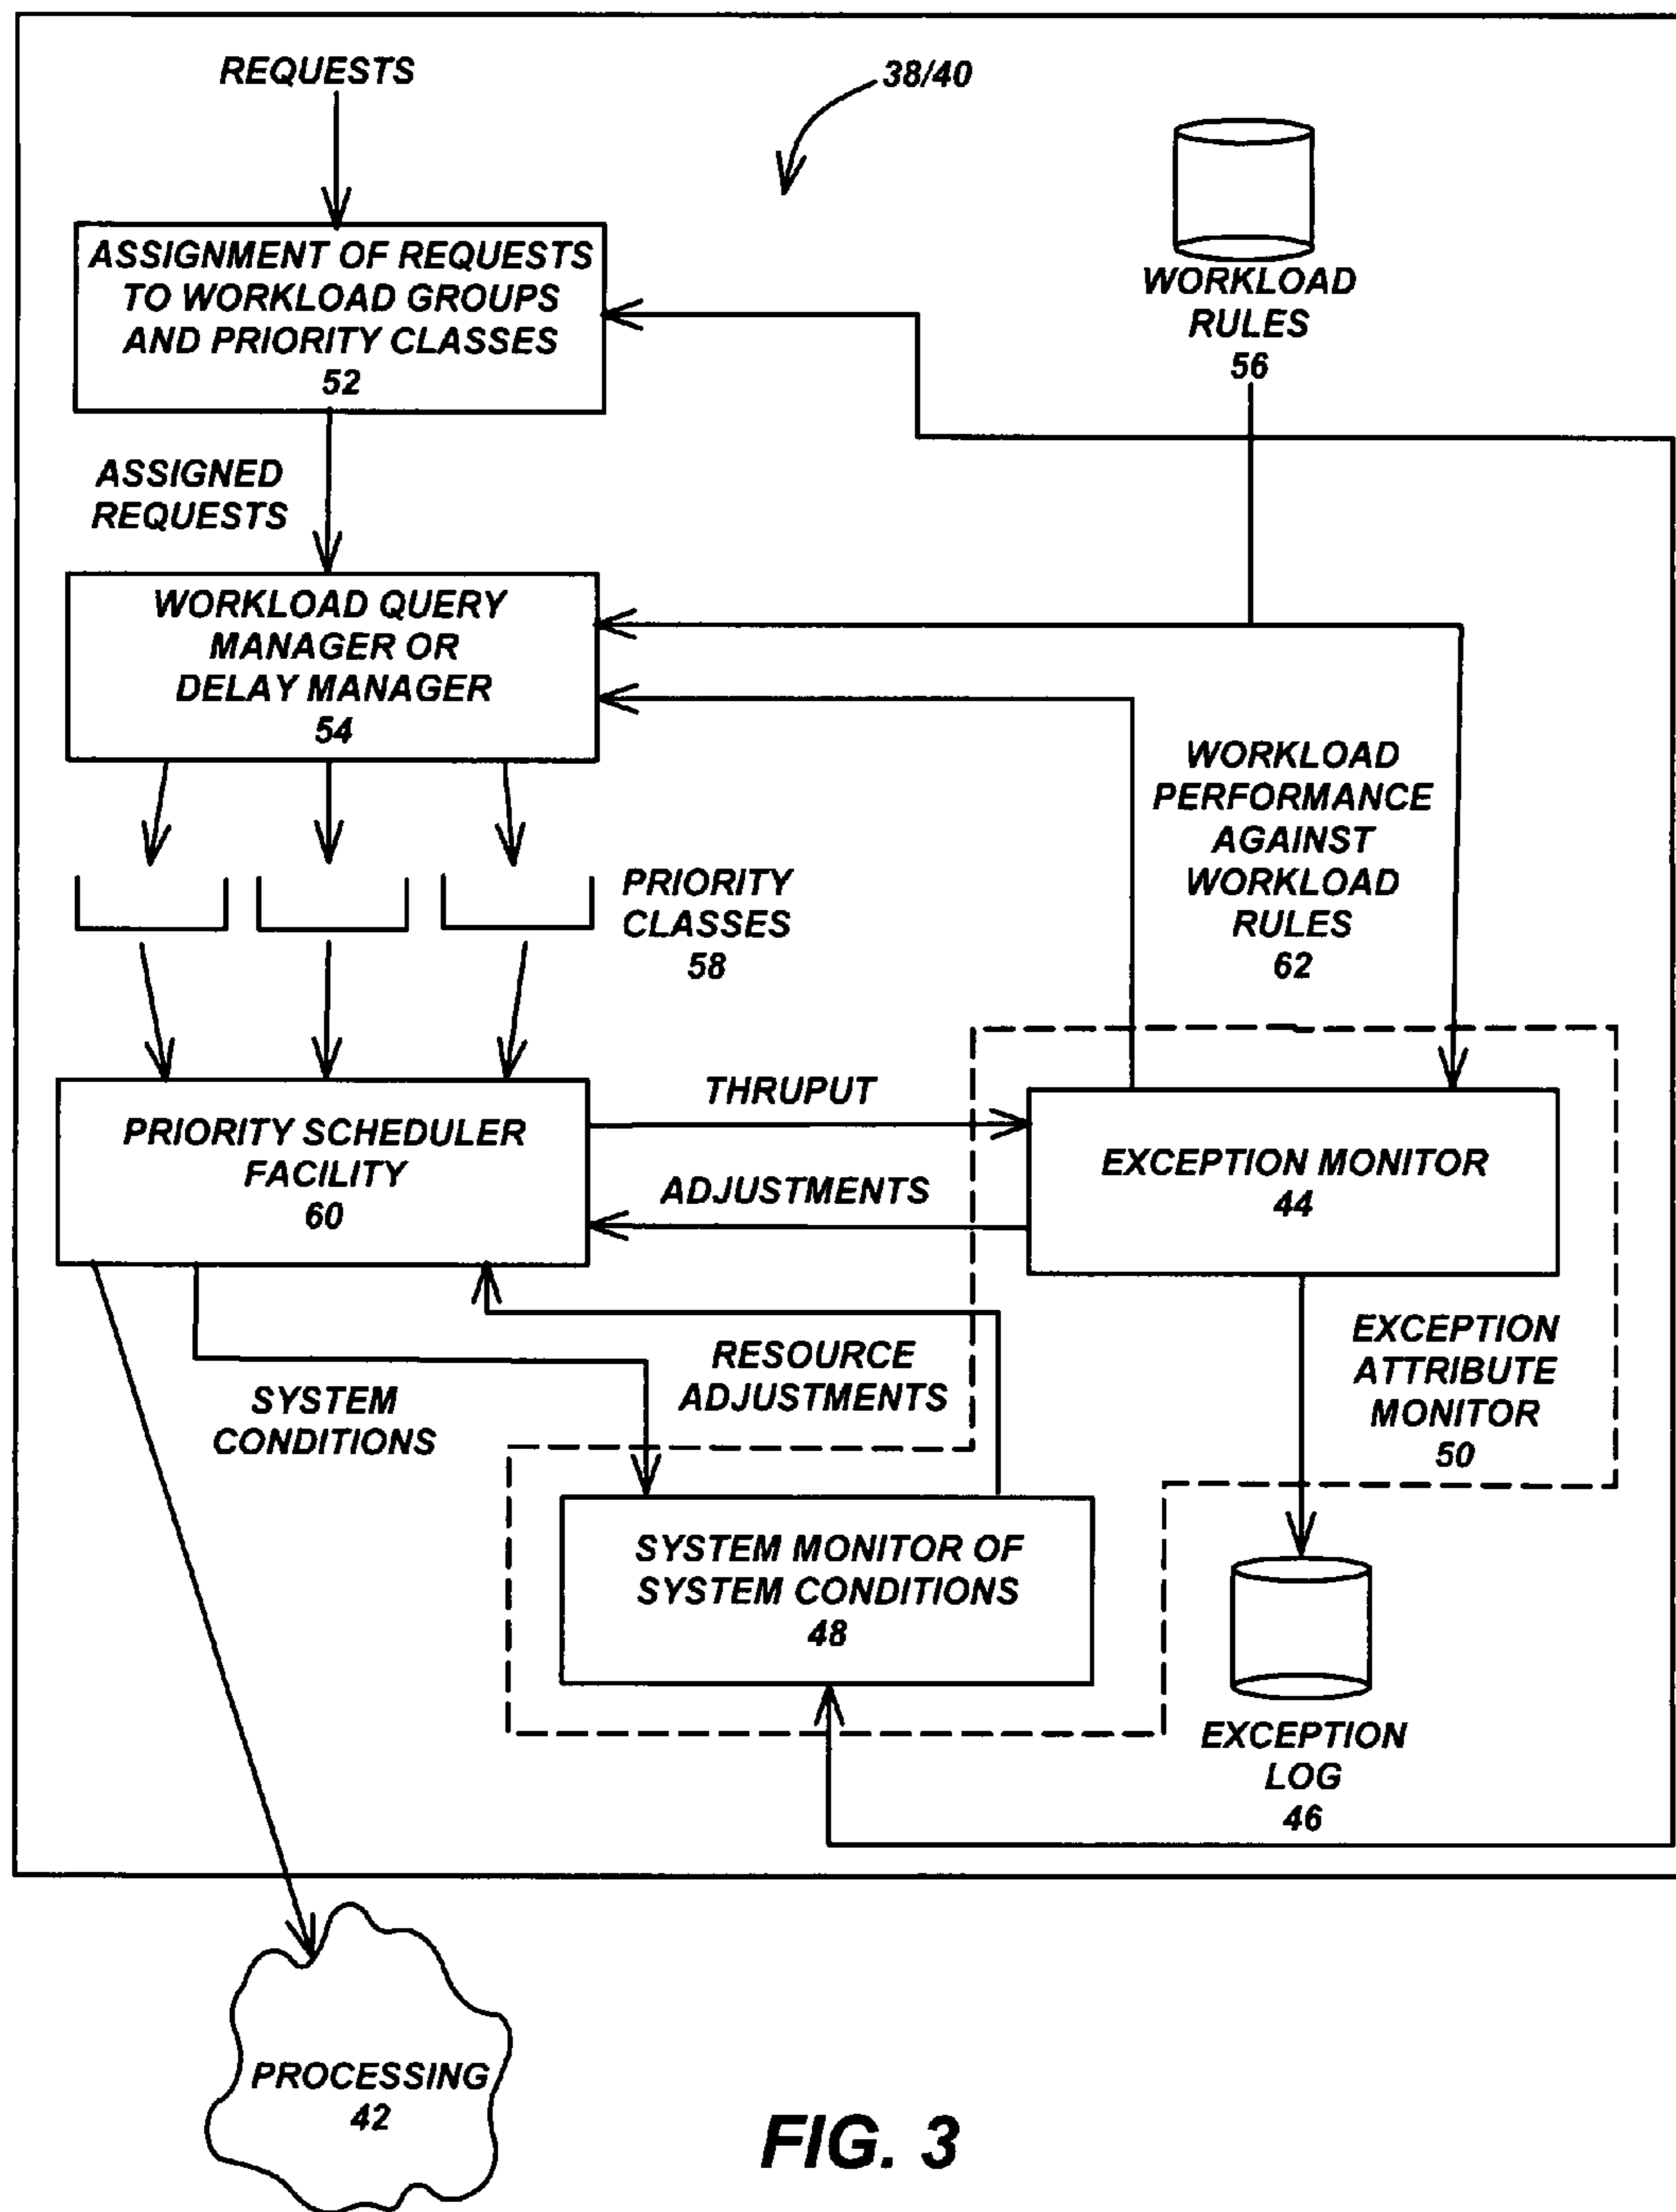 REQUESTS
38/40
ASSIGNMENT OF REQUESTS
TO WORKLOAD GROUPS
AND PRIORITY CLASSES
52
WORKLOAD
RULES
56
ASSIGNED
REQUESTS
WORKLOAD QUERY
MANAGER OR
DELAY MANAGER
54
WORKLOAD
PERFORMANCE
AGAINST
WORKLOAD
RULES
62
PRIORITY
CLASSES
58
THRUPUT
PRIORITY SCHEDULER
FACILITY
60
ADJUSTMENTS
EXCEPTION MONITOR
44
RESOURCE
ADJUSTMENTS
EXCEPTION
ATTRIBUTE
MONITOR
50
SYSTEM
CONDITIONS
SYSTEM MONITOR OF
SYSTEM CONDITIONS
48
EXCEPTION
LOG
46
PROCESSING
42
FIG. 3